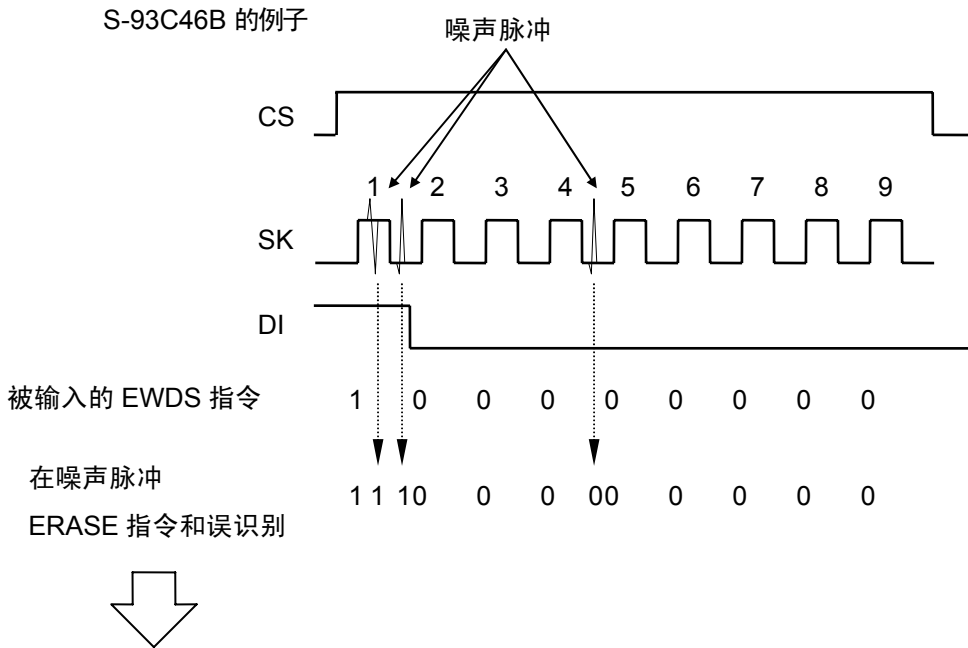 S-93C46B 的例子
噪声脉冲
CS
1 2 3 4 5 6 7 8 9
SK
DI
被输入的 EWDS 指令 1 0 0 0 0 0 0 0 0
在噪声脉冲
1 1 10 0 0 00 0 0 0 0
ERASE 指令和误识别